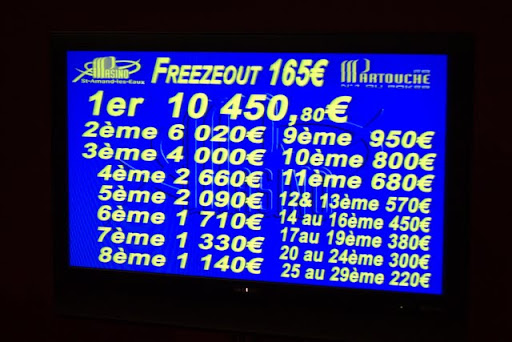 PASINO
St-Amand-les-Eaux
FREEZEOUT 165€
PARTOUCHE
1er 10 450,80€
2ème 6 020€
3ème 4 000€
4ème 2 660€
5ème 2 090€
6ème 1 710€
7ème 1 330€
8ème 1 140€
9ème 950€
10ème 800€
11ème 680€
12& 13ème 570€
14 au 16ème 450€
17au 19ème 380€
20 au 24ème 300€
25 au 29ème 220€